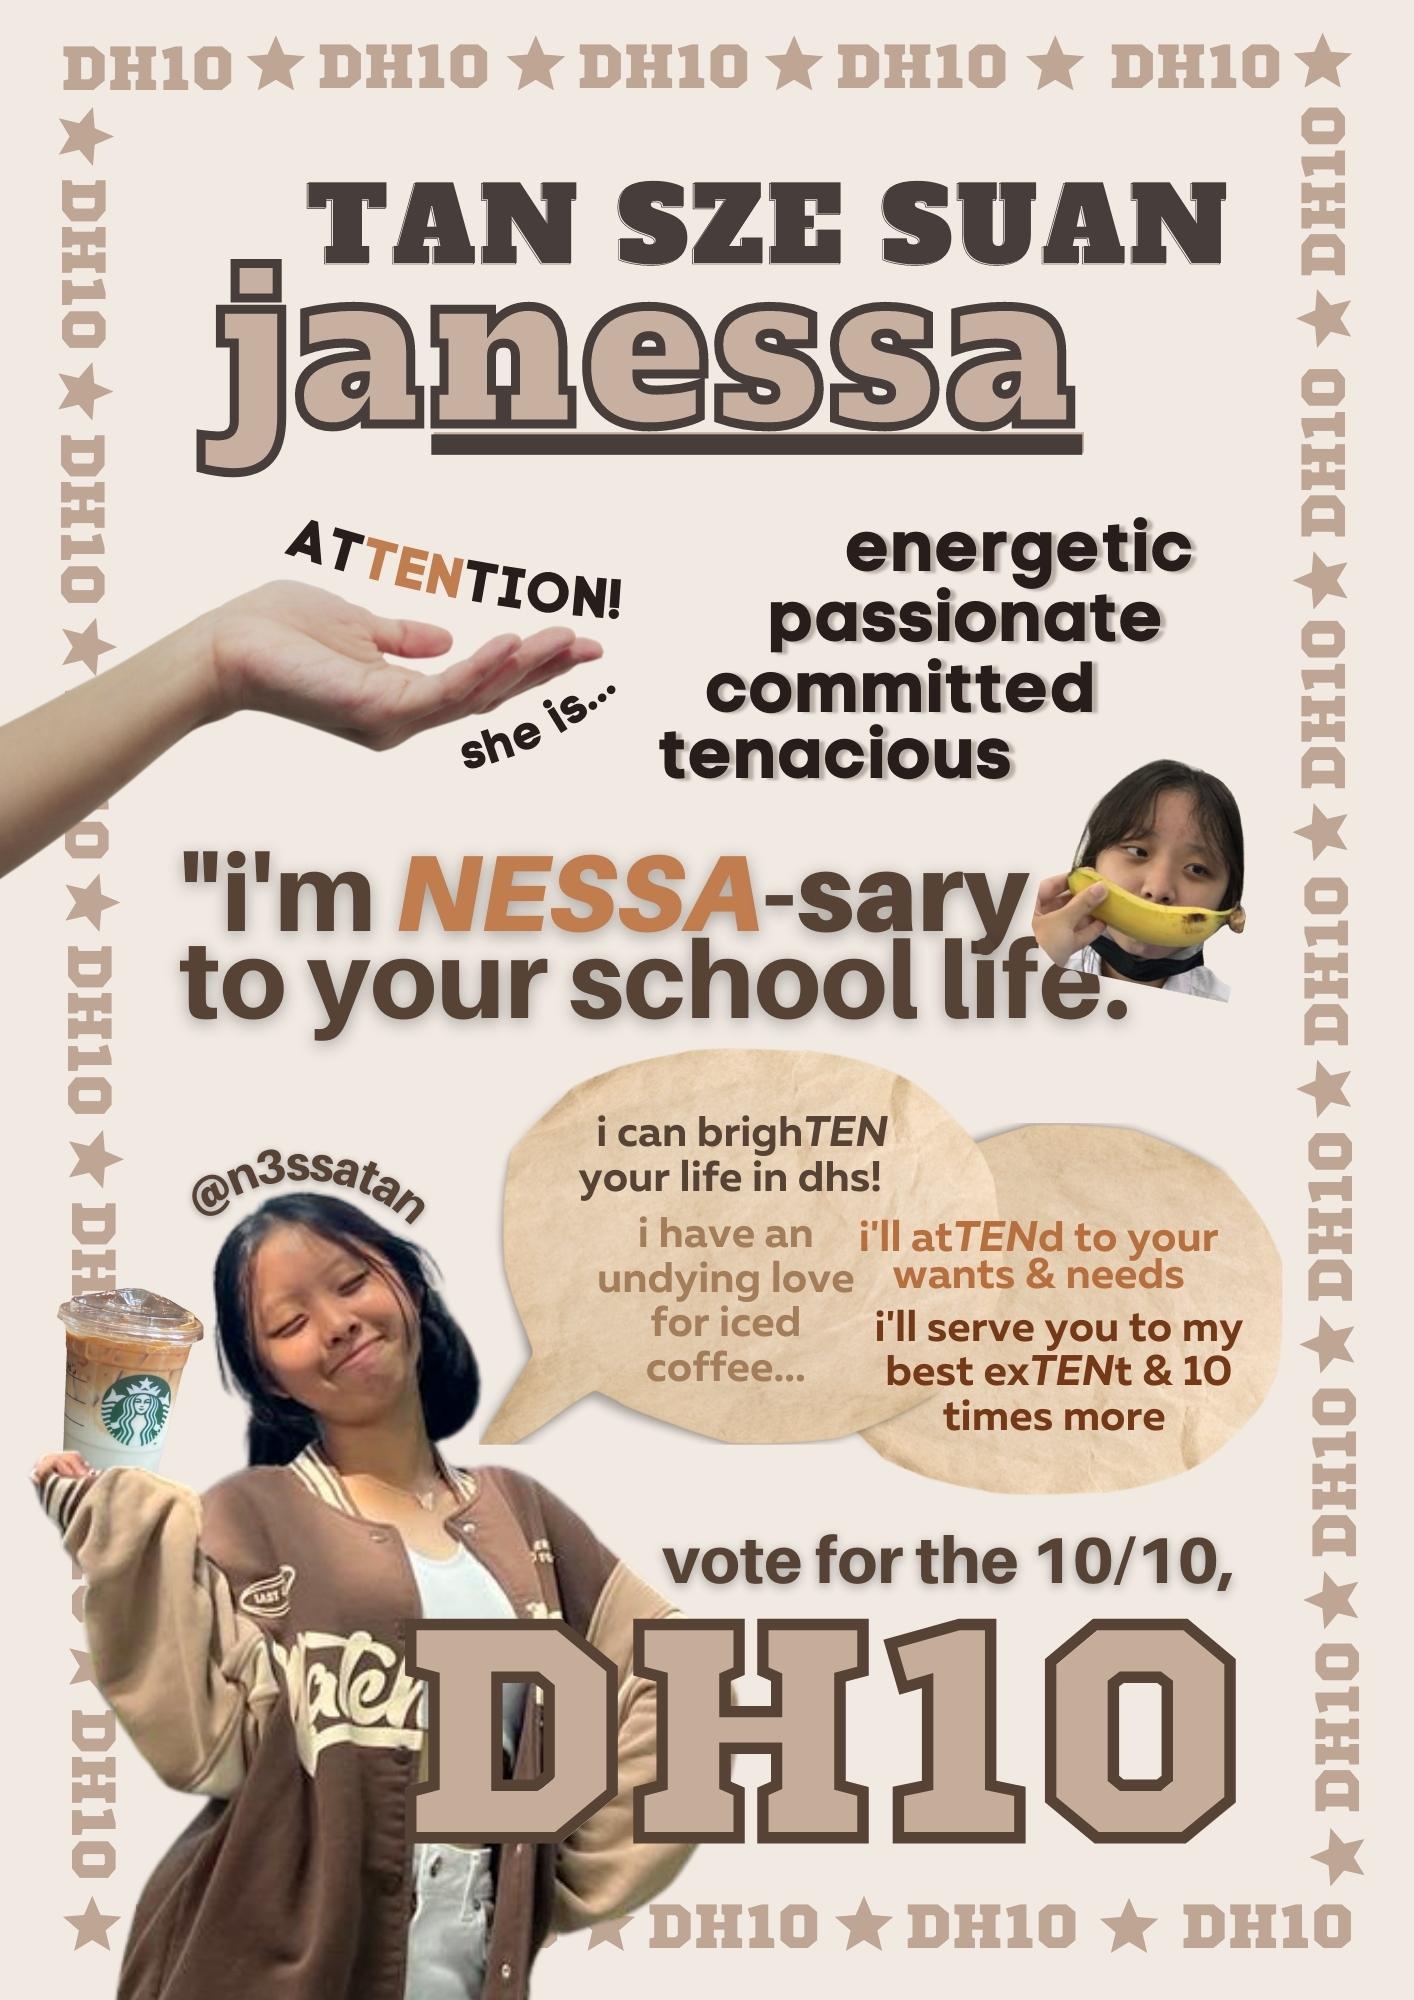 DH10 ★ DH10 ★ DH10 ★ DH10 ★ DH10 ★
TAN SZE SUAN
janessa
ATTENTION!
she is...
energetic
passionate
committed
tenacious
"i'm NESSA-sary
to your school life.
@n3ssatan
i can brighTEN
your life in dhs!
i have an
undying love
for iced
coffee...
i'll atTENd to your
wants & needs
i'll serve you to my
best exTENt & 10
times more
vote for the 10/10,
DH10
LAST
★ DH10 ★ DH10 ★ DH10